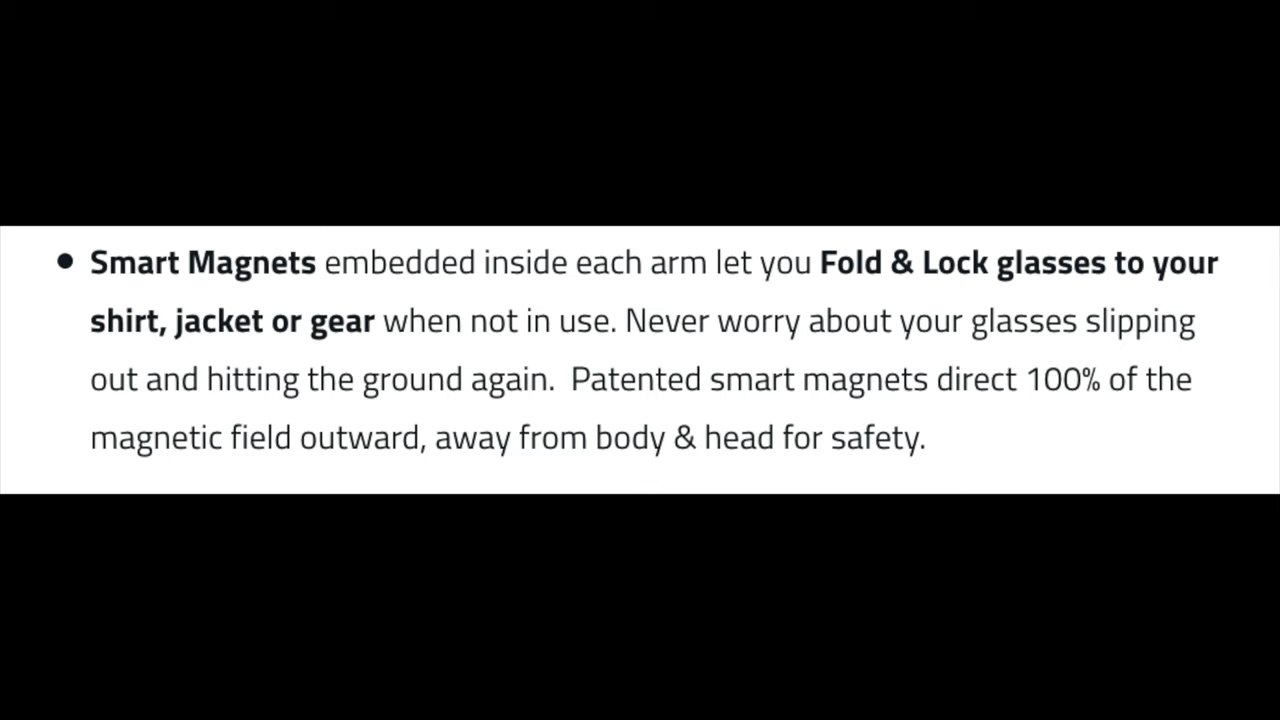 • Smart Magnets embedded inside each arm let you Fold & Lock glasses to your
shirt, jacket or gear when not in use. Never worry about your glasses slipping
out and hitting the ground again.  Patented smart magnets direct 100% of the
magnetic field outward, away from body & head for safety.